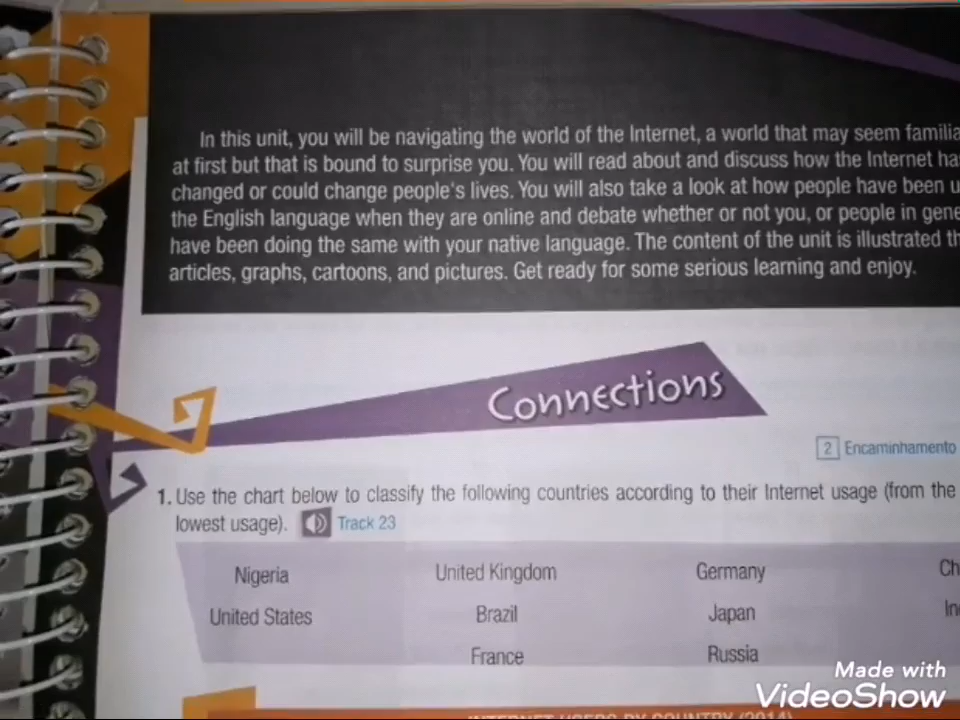 In this unit, you will be navigating the world of the Internet, a world that may seem
at first but that is bound to surprise you. You will read about and discuss how the Internet
changed or could change people's lives. You will also take a look at how people have been
the English language when they are online and debate whether or not you, or people in
have been doing the same with your native language. The content of the unit is illustrated
articles, graphs, cartoons, and pictures. Get ready for some serious learning and enjoy.
Connections
2 Encaminhamento
1. Use the chart below to classify the following countries according to their Internet usage (from the
lowest usage). Track 23
Nigeria United Kingdom Germany
United States Brazil Japan
France Russia
Made with
VideoShow
INTERNET USERS BY COUNTRY (2014)